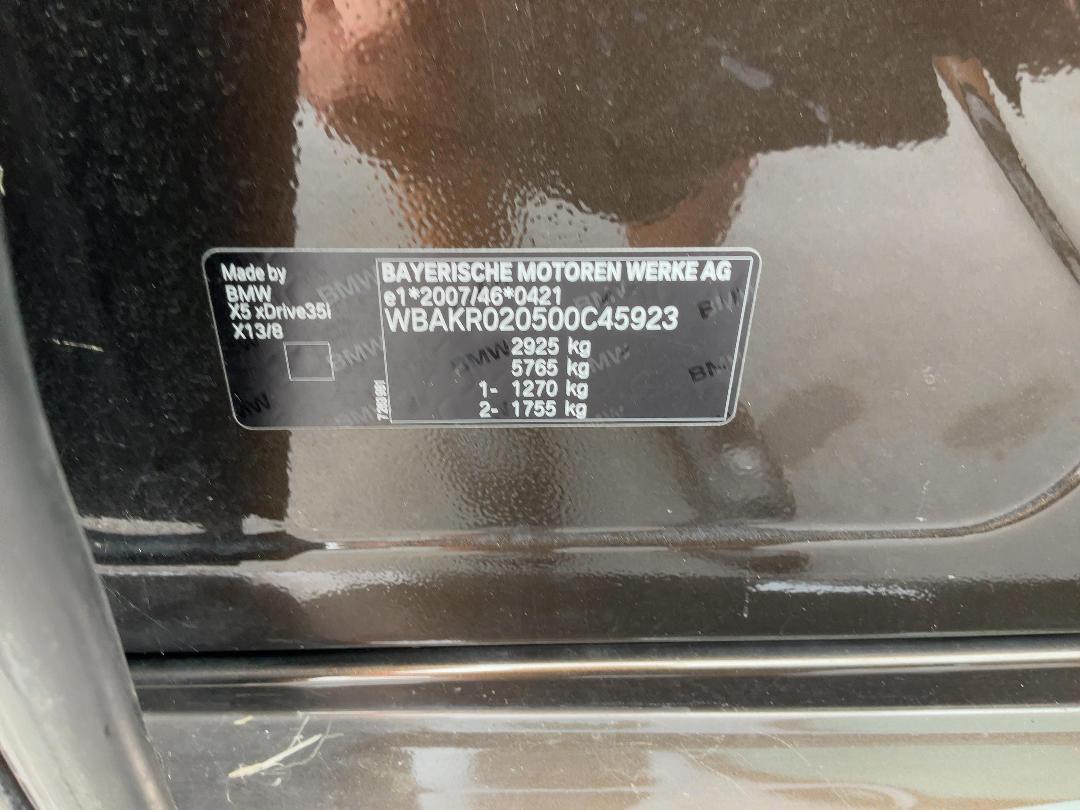 Made by
BMW
X5 xDrive35i
X13/8
BAYERISCHE MOTOREN WERKE AG
e1*2007/46*0421
WBAKR020500C45923
2925 kg
5765 kg
1- 1270 kg
2- 1755 kg